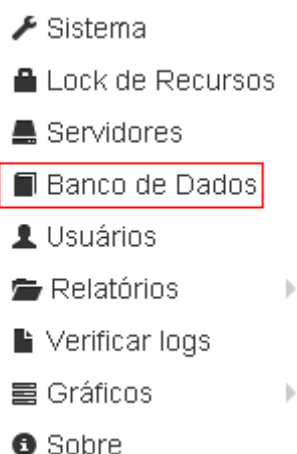 Sistema
Lock de Recursos
Servidores
Banco de Dados
Usuários
Relatórios
Verificar logs
Gráficos
Sobre